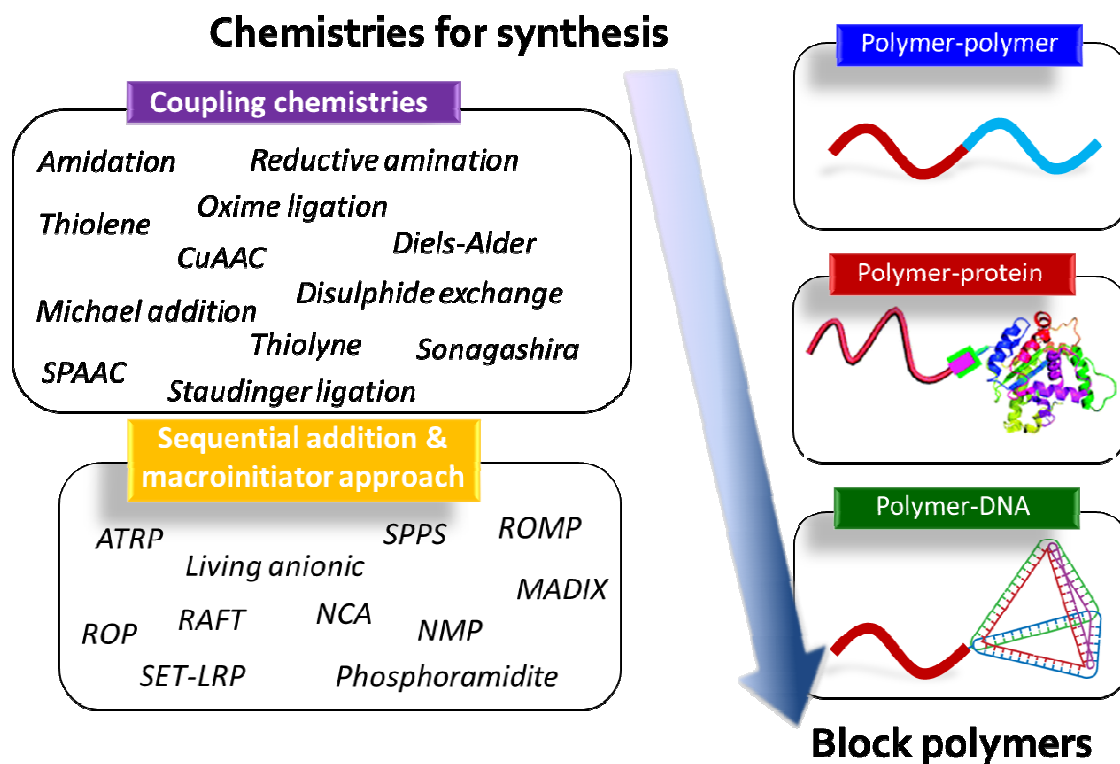 Chemistries for synthesis
Coupling chemistries
Amidation
Reductive amination
Thiolene
Oxime ligation
CuAAC
Diels-Alder
Michael addition
Disulphide exchange
Thiolyne
Sonagashira
SPAAC
Staudinger ligation
Sequential addition &
macroinitiator approach
ATRP
SPPS
ROMP
Living anionic
MADIX
ROP
RAFT
NCA
NMP
SET-LRP
Phosphoramidite
Polymer-polymer
Polymer-protein
Polymer-DNA
Block polymers